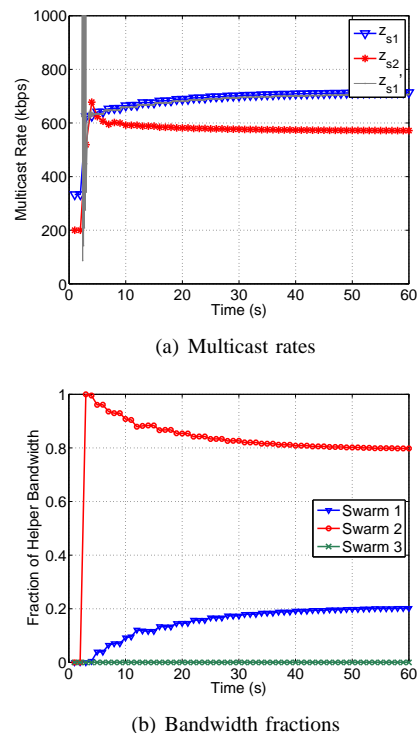 1000
800
600
400
200
0
Multicast Rate (kbps)
z_s1
z_s2
z_s1'
0 10 20 30 40 50 60
Time (s)
(a) Multicast rates
1
0.8
0.6
0.4
0.2
0
Fraction of Helper Bandwidth
Swarm 1
Swarm 2
Swarm 3
0 10 20 30 40 50 60
Time (s)
(b) Bandwidth fractions